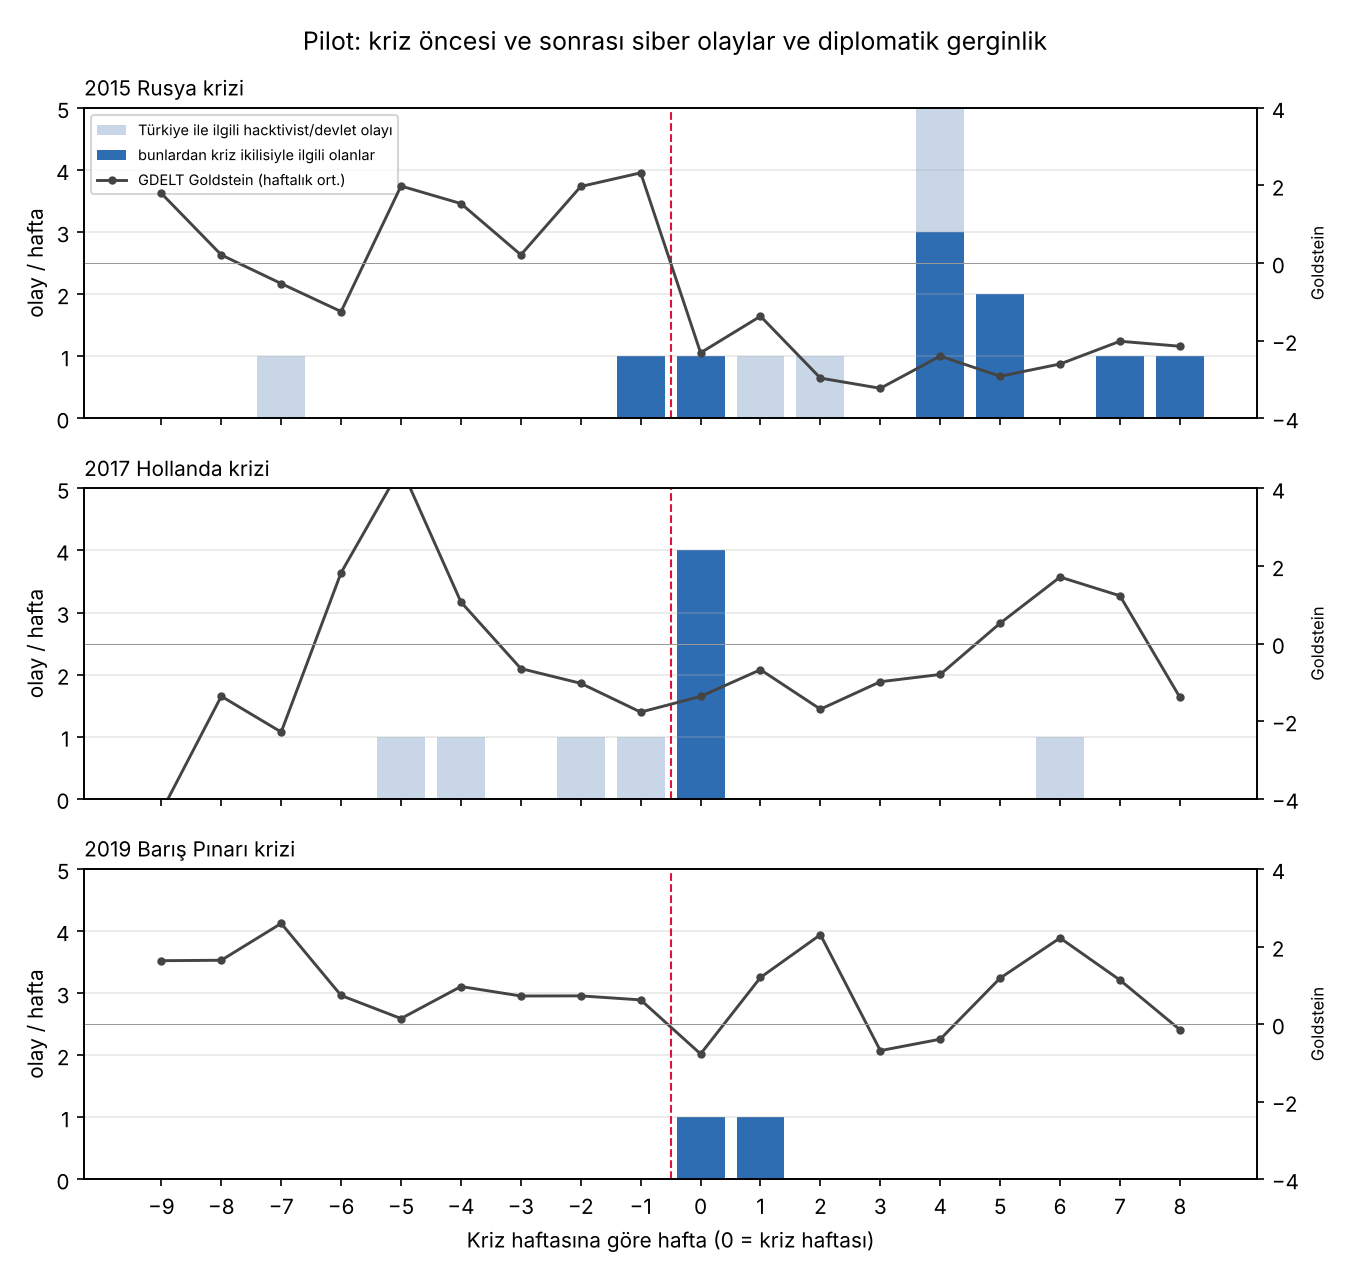 Pilot: kriz öncesi ve sonrası siber olaylar ve diplomatik gerginlik
2015 Rusya krizi
Türkiye ile ilgili hacktivist/devlet olayı
bunlardan kriz ikilisiyle ilgili olanlar
GDELT Goldstein (haftalık ort.)
5
4
3
2
1
0
olay / hafta
4
2
0
−2
−4
Goldstein
2017 Hollanda krizi
5
4
3
2
1
0
olay / hafta
4
2
0
−2
−4
Goldstein
2019 Barış Pınarı krizi
5
4
3
2
1
0
olay / hafta
4
2
0
−2
−4
Goldstein
−9 −8 −7 −6 −5 −4 −3 −2 −1 0 1 2 3 4 5 6 7 8
Kriz haftasına göre hafta (0 = kriz haftası)